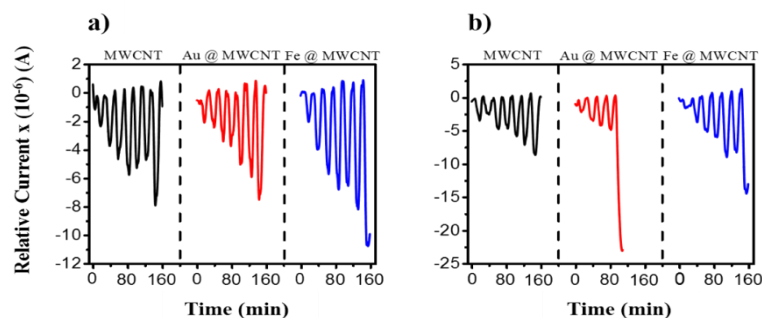 a)
b)
MWCNT Au @ MWCNT Fe @ MWCNT
MWCNT Au @ MWCNT Fe @ MWCNT
Relative Current x (10⁻⁶) (A)
2
0
-2
-4
-6
-8
-10
-12
5
0
-5
-10
-15
-20
-25
0 80 160 0 80 160 0 80 160
0 80 160 0 80 160 0 80 160
Time (min)
Time (min)